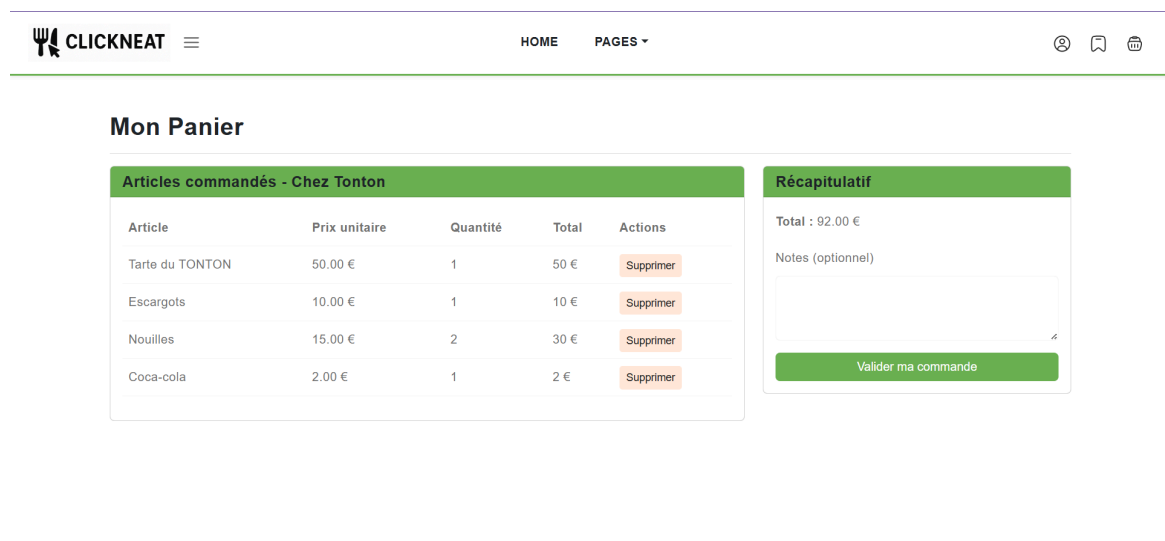 CLICKNEAT HOME PAGES
Mon Panier
Articles commandés - Chez Tonton
Article Prix unitaire Quantité Total Actions
Tarte du TONTON 50.00 € 1 50 € Supprimer
Escargots 10.00 € 1 10 € Supprimer
Nouilles 15.00 € 2 30 € Supprimer
Coca-cola 2.00 € 1 2 € Supprimer
Récapitulatif
Total : 92.00 €
Notes (optionnel)
Valider ma commande